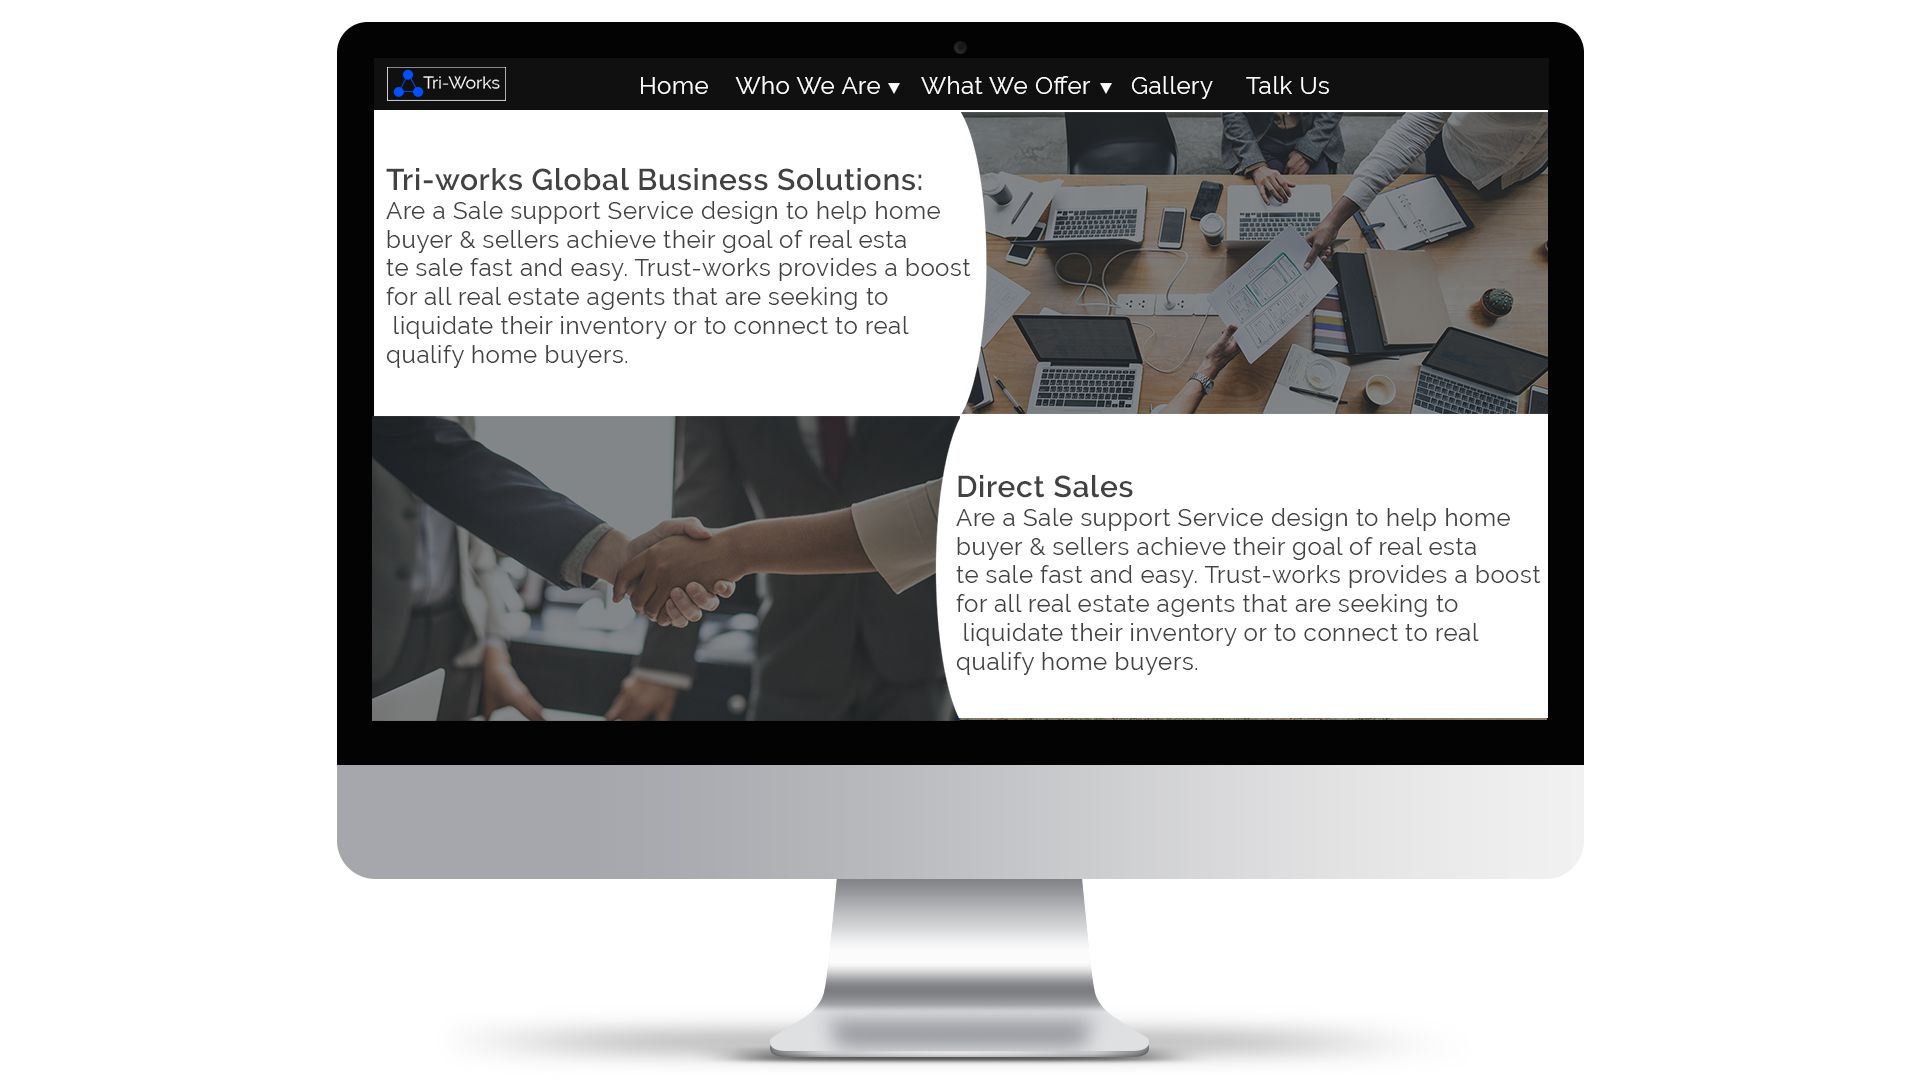 Tri-Works
Home Who We Are ▾ What We Offer ▾ Gallery Talk Us
Tri-works Global Business Solutions:
Are a Sale support Service design to help home
buyer & sellers achieve their goal of real esta
te sale fast and easy. Trust-works provides a boost
for all real estate agents that are seeking to
liquidate their inventory or to connect to real
qualify home buyers.
Direct Sales
Are a Sale support Service design to help home
buyer & sellers achieve their goal of real esta
te sale fast and easy. Trust-works provides a boost
for all real estate agents that are seeking to
liquidate their inventory or to connect to real
qualify home buyers.